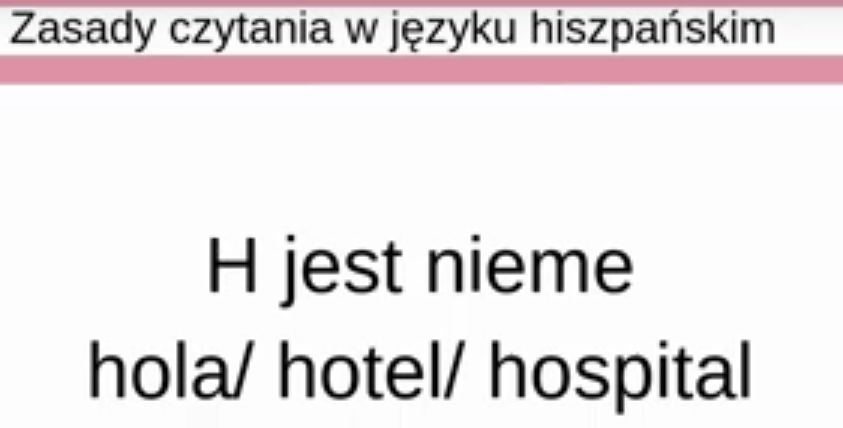 Zasady czytania w języku hiszpańskim
H jest nieme
hola/ hotel/ hospital